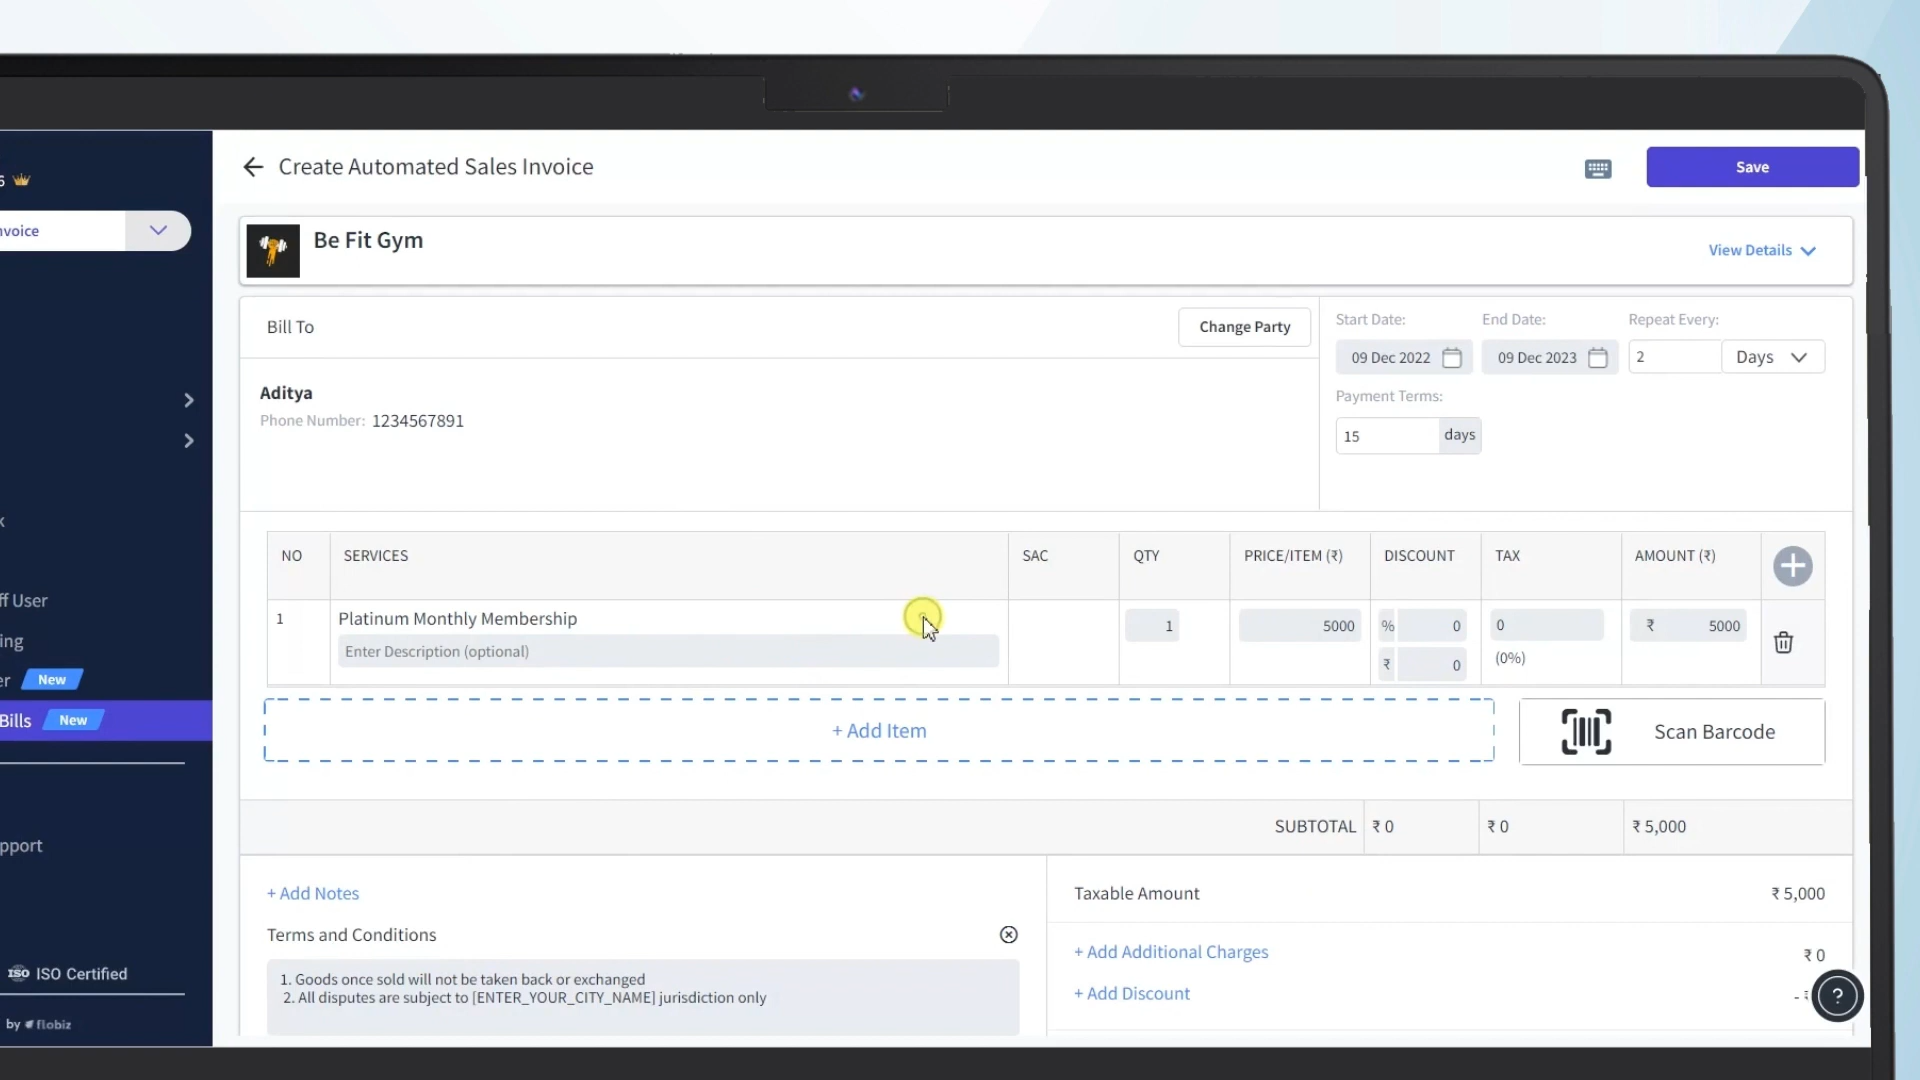 Create Automated Sales Invoice
Save
Be Fit Gym
View Details
Bill To
Change Party
Start Date:
End Date:
Repeat Every:
09 Dec 2022
09 Dec 2023
2
Days
Payment Terms:
15
days
Aditya
Phone Number: 1234567891
NO
SERVICES
SAC
QTY
PRICE/ITEM (₹)
DISCOUNT
TAX
AMOUNT (₹)
1
Platinum Monthly Membership
Enter Description (optional)
1
5000
% 0
₹ 0
0
(0%)
₹ 5000
+ Add Item
Scan Barcode
SUBTOTAL
₹ 0
₹ 0
₹ 5,000
+ Add Notes
Terms and Conditions
1. Goods once sold will not be taken back or exchanged
2. All disputes are subject to [ENTER_YOUR_CITY_NAME] jurisdiction only
Taxable Amount
₹ 5,000
+ Add Additional Charges
₹ 0
+ Add Discount
- ₹
?
6
nvoice
k
ff User
ing
er New
Bills New
pport
ISO ISO Certified
by flobiz